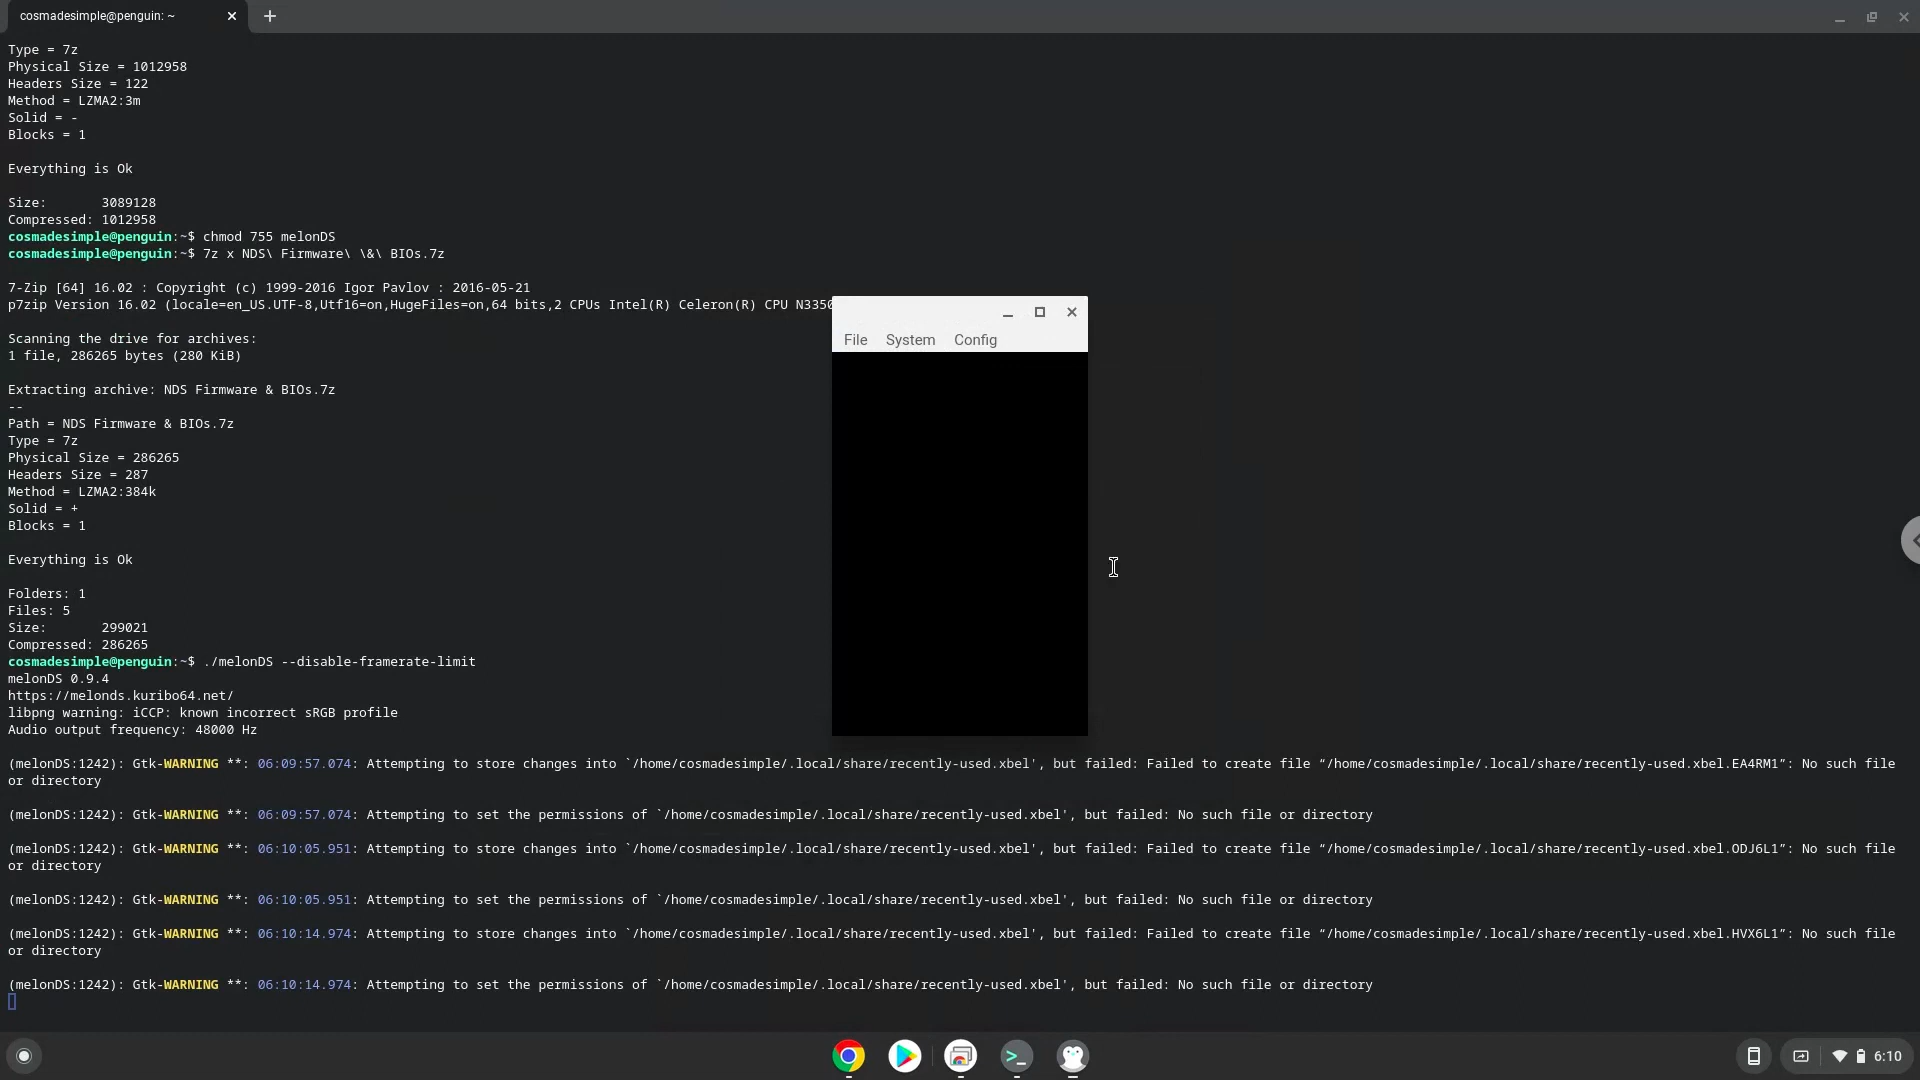 cosmadesimple@penguin: ~
Type = 7z
Physical Size = 1012958
Headers Size = 122
Method = LZMA2:3m
Solid = -
Blocks = 1
Everything is Ok
Size:       3089128
Compressed: 1012958
cosmadesimple@penguin:~$ chmod 755 melonDS
cosmadesimple@penguin:~$ 7z x NDS\ Firmware\ \&\ BIOs.7z
7-Zip [64] 16.02 : Copyright (c) 1999-2016 Igor Pavlov : 2016-05-21
p7zip Version 16.02 (locale=en_US.UTF-8,Utf16=on,HugeFiles=on,64 bits,2 CPUs Intel(R) Celeron(R) CPU N3350
Scanning the drive for archives:
1 file, 286265 bytes (280 KiB)
Extracting archive: NDS Firmware & BIOs.7z
--
Path = NDS Firmware & BIOs.7z
Type = 7z
Physical Size = 286265
Headers Size = 287
Method = LZMA2:384k
Solid = +
Blocks = 1
Everything is Ok
Folders: 1
Files: 5
Size:       299021
Compressed: 286265
cosmadesimple@penguin:~$ ./melonDS --disable-framerate-limit
melonDS 0.9.4
https://melonds.kuribo64.net/
libpng warning: iCCP: known incorrect sRGB profile
Audio output frequency: 48000 Hz
(melonDS:1242): Gtk-WARNING **: 06:09:57.074: Attempting to store changes into `/home/cosmadesimple/.local/share/recently-used.xbel', but failed: Failed to create file “/home/cosmadesimple/.local/share/recently-used.xbel.EA4RM1”: No such file
or directory
(melonDS:1242): Gtk-WARNING **: 06:09:57.074: Attempting to set the permissions of `/home/cosmadesimple/.local/share/recently-used.xbel', but failed: No such file or directory
(melonDS:1242): Gtk-WARNING **: 06:10:05.951: Attempting to store changes into `/home/cosmadesimple/.local/share/recently-used.xbel', but failed: Failed to create file “/home/cosmadesimple/.local/share/recently-used.xbel.ODJ6L1”: No such file
or directory
(melonDS:1242): Gtk-WARNING **: 06:10:05.951: Attempting to set the permissions of `/home/cosmadesimple/.local/share/recently-used.xbel', but failed: No such file or directory
(melonDS:1242): Gtk-WARNING **: 06:10:14.974: Attempting to store changes into `/home/cosmadesimple/.local/share/recently-used.xbel', but failed: Failed to create file “/home/cosmadesimple/.local/share/recently-used.xbel.HVX6L1”: No such file
or directory
(melonDS:1242): Gtk-WARNING **: 06:10:14.974: Attempting to set the permissions of `/home/cosmadesimple/.local/share/recently-used.xbel', but failed: No such file or directory
File System Config
6:10